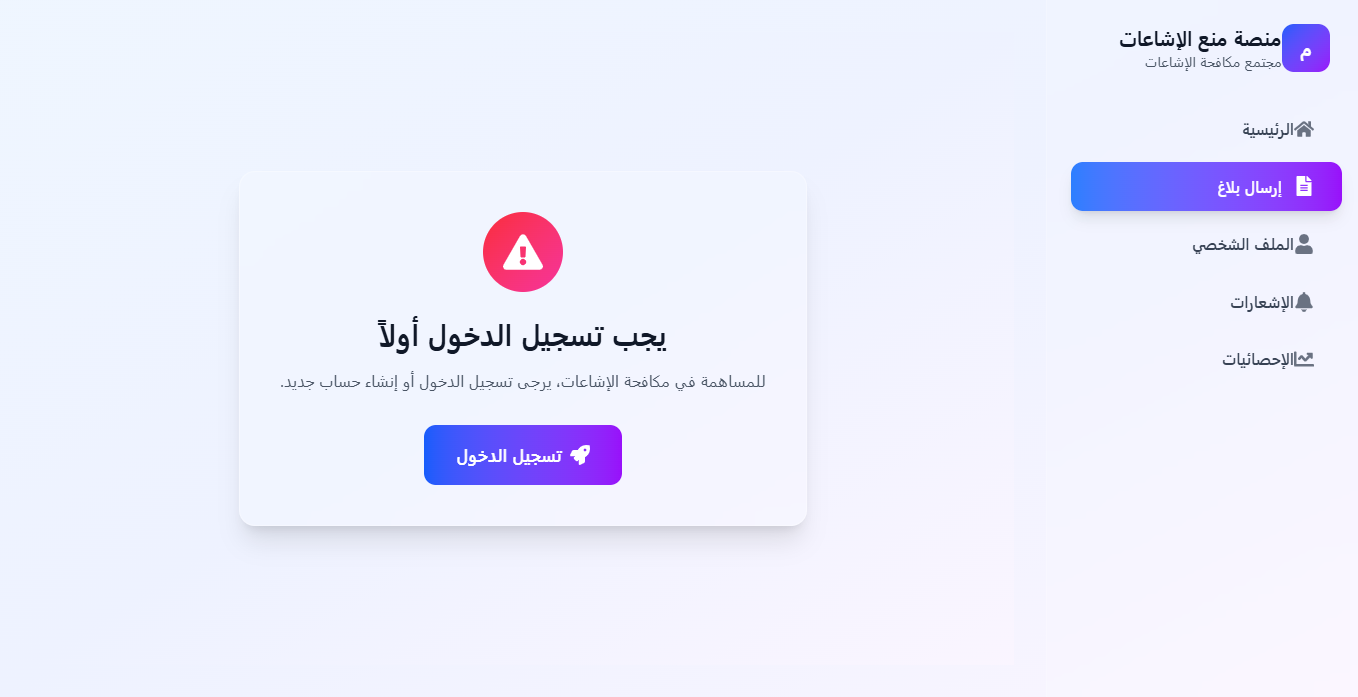 م
منصة منع الإشاعات
مجتمع مكافحة الإشاعات
الرئيسية
إرسال بلاغ
الملف الشخصي
الإشعارات
الإحصائيات
يجب تسجيل الدخول أولاً
للمساهمة في مكافحة الإشاعات، يرجى تسجيل الدخول أو إنشاء حساب جديد.
تسجيل الدخول